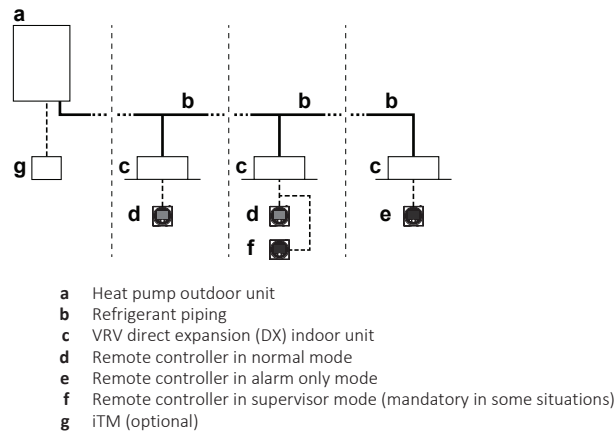 a
b b b
g c c c
d d e
f
a Heat pump outdoor unit
b Refrigerant piping
c VRV direct expansion (DX) indoor unit
d Remote controller in normal mode
e Remote controller in alarm only mode
f Remote controller in supervisor mode (mandatory in some situations)
g iTM (optional)